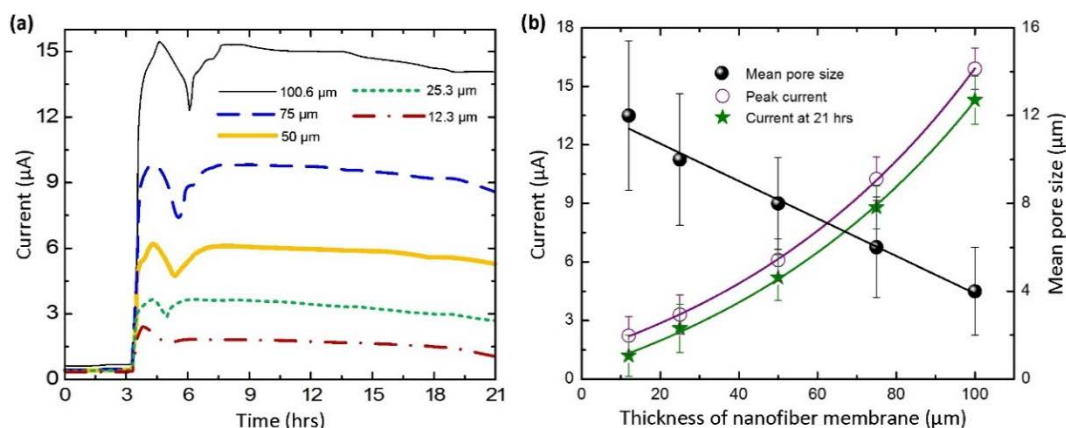 (a)
15
12
9
6
3
0
Current (µA)
100.6 µm
75 µm
50 µm
25.3 µm
12.3 µm
0 3 6 9 12 15 18 21
Time (hrs)
(b)
18
15
12
9
6
3
0
Current (µA)
Mean pore size
Peak current
Current at 21 hrs
16
12
8
4
0
Mean pore size (µm)
0 20 40 60 80 100
Thickness of nanofiber membrane (µm)